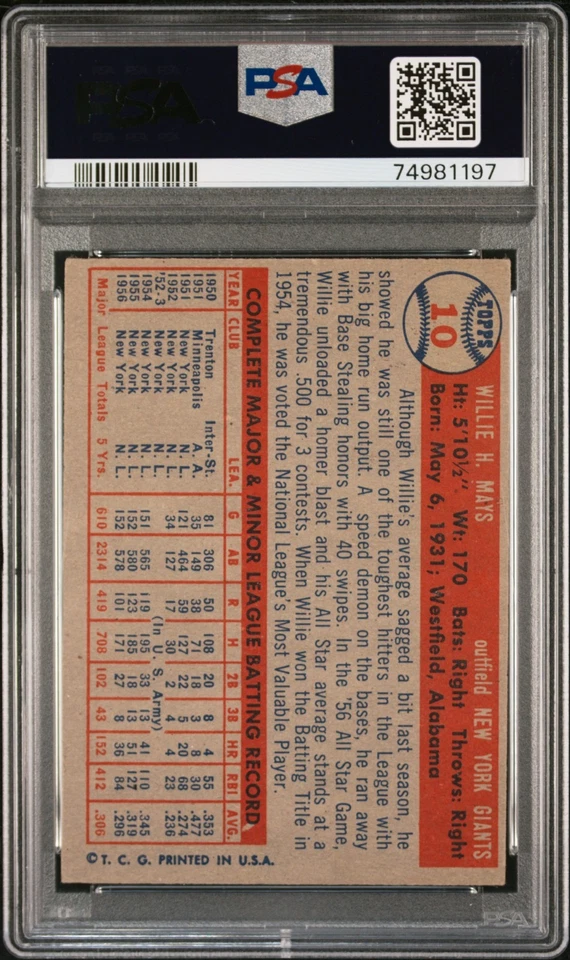 PSA
PSA
74981197
TOPPS
10
WILLIE H. MAYS outfield NEW YORK GIANTS
Ht: 5'10½" Wt: 170 Bats: Right Throws: Right
Born: May 6, 1931; Westfield, Alabama
Although Willie's average sagged a bit last season, he
showed he was still one of the toughest hitters in the League with
his big home run output. A speed demon on the bases, he ran away
with Base Stealing honors with 40 swipes. In the '56 All Star Game,
Willie unloaded a homer blast and his All Star average stands at a
tremendous .500 for 3 contests. When Willie won the Batting Title in
1954, he was voted the National League's Most Valuable Player.
COMPLETE MAJOR & MINOR LEAGUE BATTING RECORD
YEAR CLUB LEA. G AB R H 2B 3B HR RBI AVG.
1950 Trenton Inter-St. 81 306 50 108 20 8 4 55 .353
1951 Minneapolis A. A. 35 149 38 71 18 3 8 30 .477
1951 New York N. L. 121 464 59 127 22 5 20 68 .274
1952 New York N. L. 34 127 17 30 2 4 4 23 .236
'52-3 (In U. S. Army)
1954 New York N. L. 151 565 119 195 33 13 41 110 .345
1955 New York N. L. 152 580 123 185 18 13 51 127 .319
1956 New York N. L. 152 578 101 171 27 8 36 84 .296
Major League Totals 5 Yrs. 610 2314 419 708 102 43 152 412 .306
© T. C. G. PRINTED IN U.S.A.
PSA